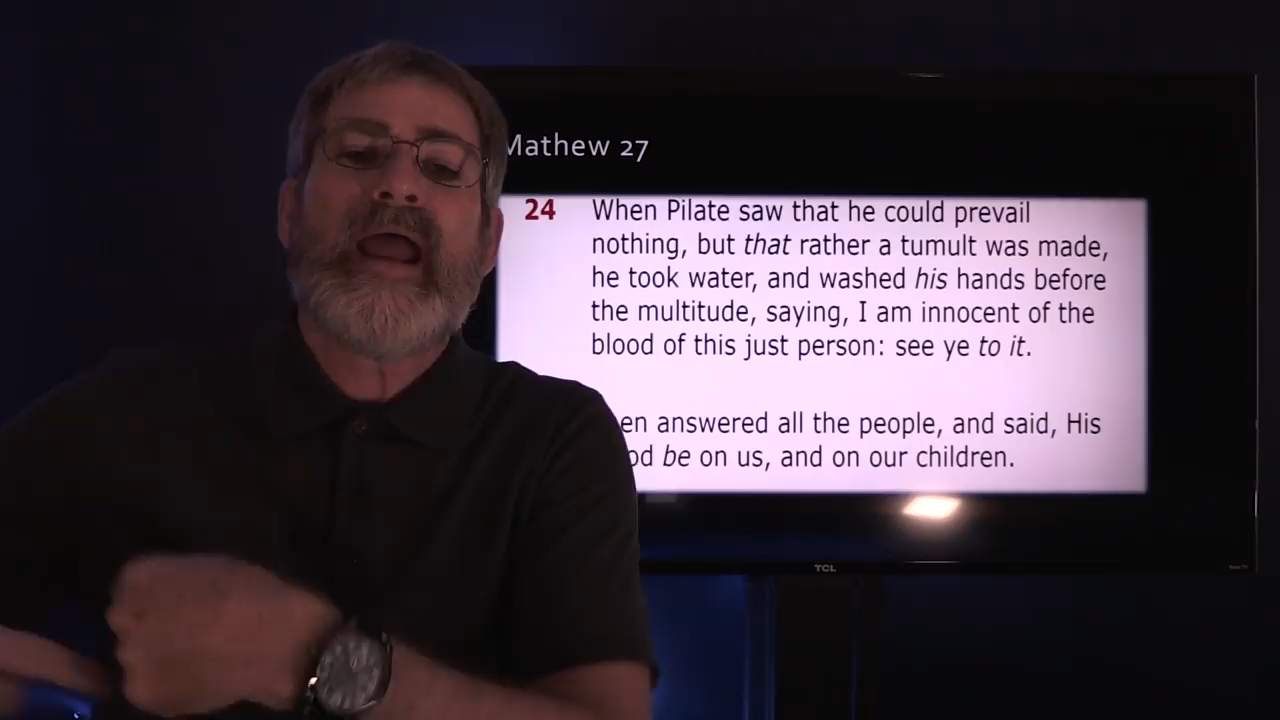 Mathew 27
24 When Pilate saw that he could prevail
nothing, but that rather a tumult was made,
he took water, and washed his hands before
the multitude, saying, I am innocent of the
blood of this just person: see ye to it.
en answered all the people, and said, His
od be on us, and on our children.
TCL